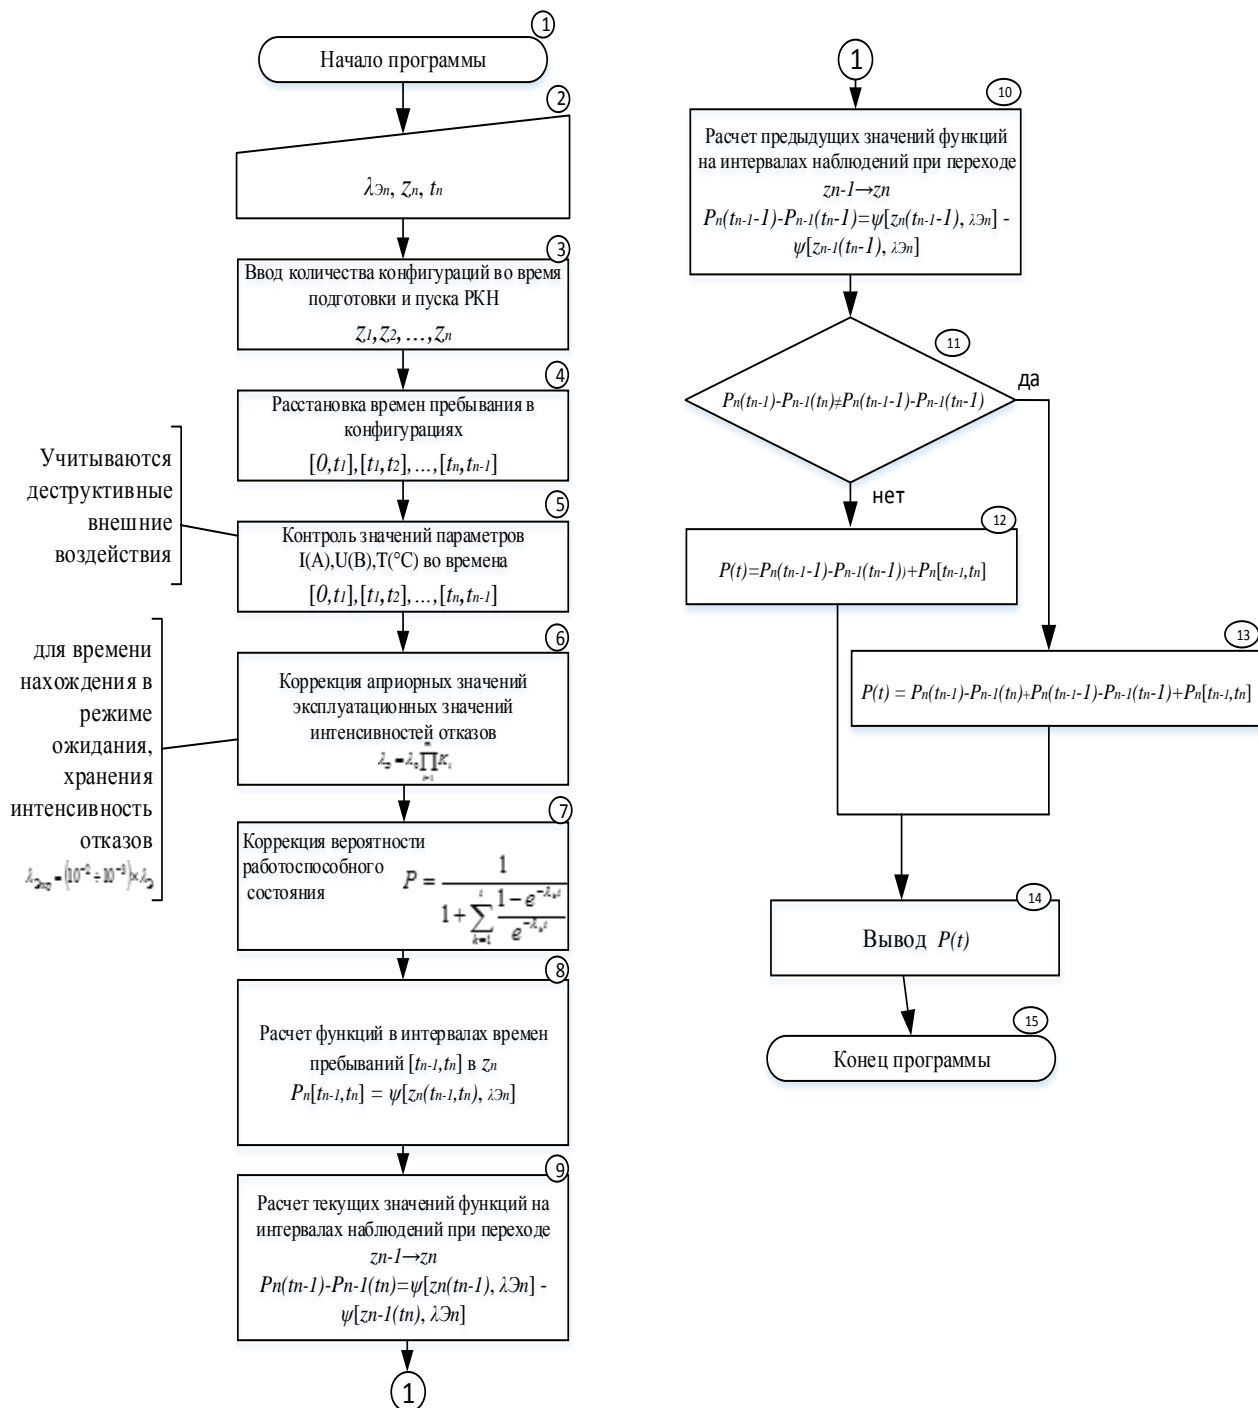 1
Начало программы
2
λЭn, zn, tn
3
Ввод количества конфигураций во время
подготовки и пуска РКН
z1,z2, ...,zn
4
Расстановка времен пребывания в
конфигурациях
[0,t1],[t1,t2],...,[tn,tn-1]
Учитываются
деструктивные
внешние
воздействия
5
Контроль значений параметров
I(A),U(B),T(°C) во времена
[0,t1],[t1,t2],...,[tn,tn-1]
6
Коррекция априорных значений
эксплуатационных значений
интенсивностей отказов
для времени
нахождения в
режиме
ожидания,
хранения
интенсивность
отказов
7
Коррекция вероятности
работоспособного
состояния
P = 1 / (1 + ∑ k=1 i (1 − e^−λkt) / e^−λkt)
8
Расчет функций в интервалах времен
пребываний [tn-1,tn] в zn
Pn[tn-1,tn] = ψ[zn(tn-1,tn), λЭn]
9
Расчет текущих значений функций на
интервалах наблюдений при переходе
zn-1→zn
Pn(tn-1)-Pn-1(tn)=ψ[zn(tn-1), λЭn] -
ψ[zn-1(tn), λЭn]
1
1
10
Расчет предыдущих значений функций
на интервалах наблюдений при переходе
zn-1→zn
Pn(tn-1-1)-Pn-1(tn-1)=ψ[zn(tn-1-1), λЭn] -
ψ[zn-1(tn-1), λЭn]
11
Pn(tn-1)-Pn-1(tn)≠Pn(tn-1-1)-Pn-1(tn-1)
да
нет
12
P(t)=Pn(tn-1-1)-Pn-1(tn-1))+Pn[tn-1,tn]
13
P(t) = Pn(tn-1)-Pn-1(tn)+Pn(tn-1-1)-Pn-1(tn-1)+Pn[tn-1,tn]
14
Вывод P(t)
15
Конец программы